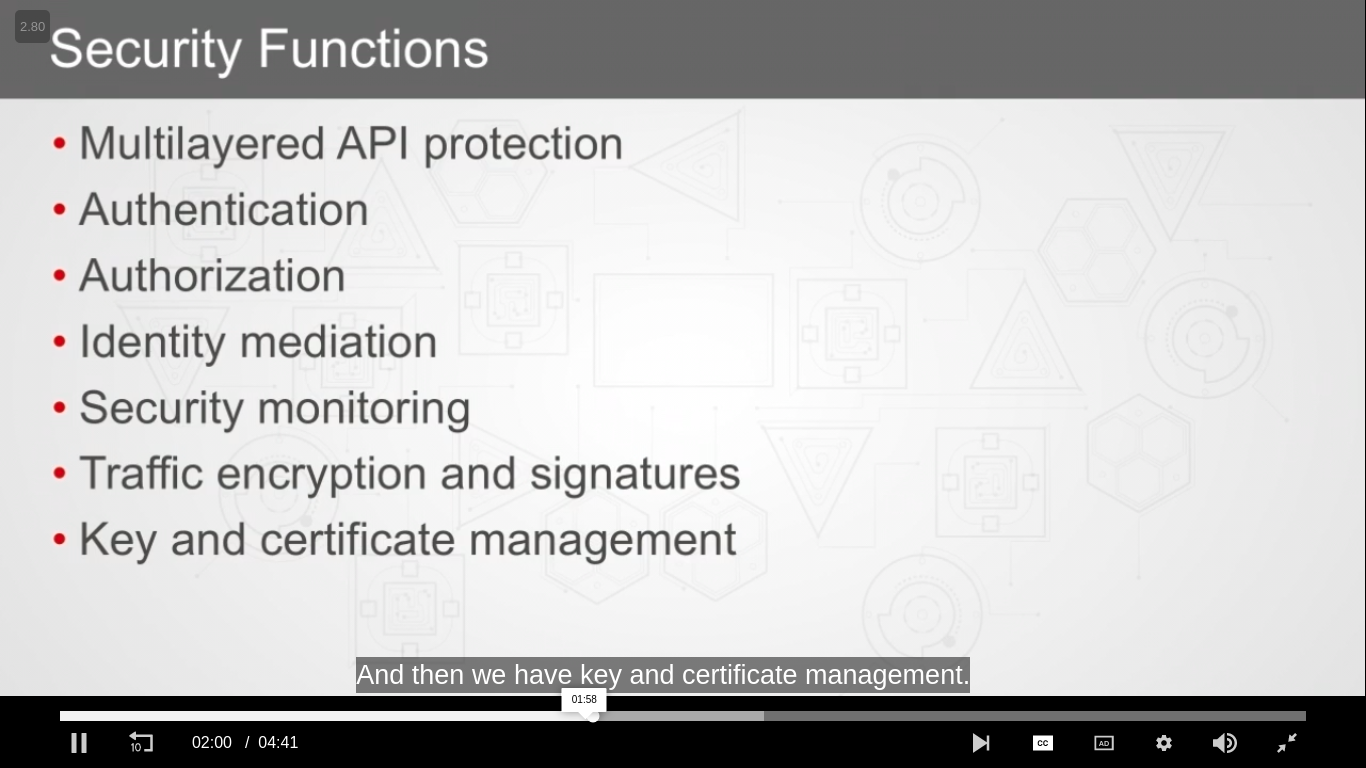 2.80
Security Functions
• Multilayered API protection
• Authentication
• Authorization
• Identity mediation
• Security monitoring
• Traffic encryption and signatures
• Key and certificate management
And then we have key and certificate management.
01:58
10 02:00 / 04:41 CC AD